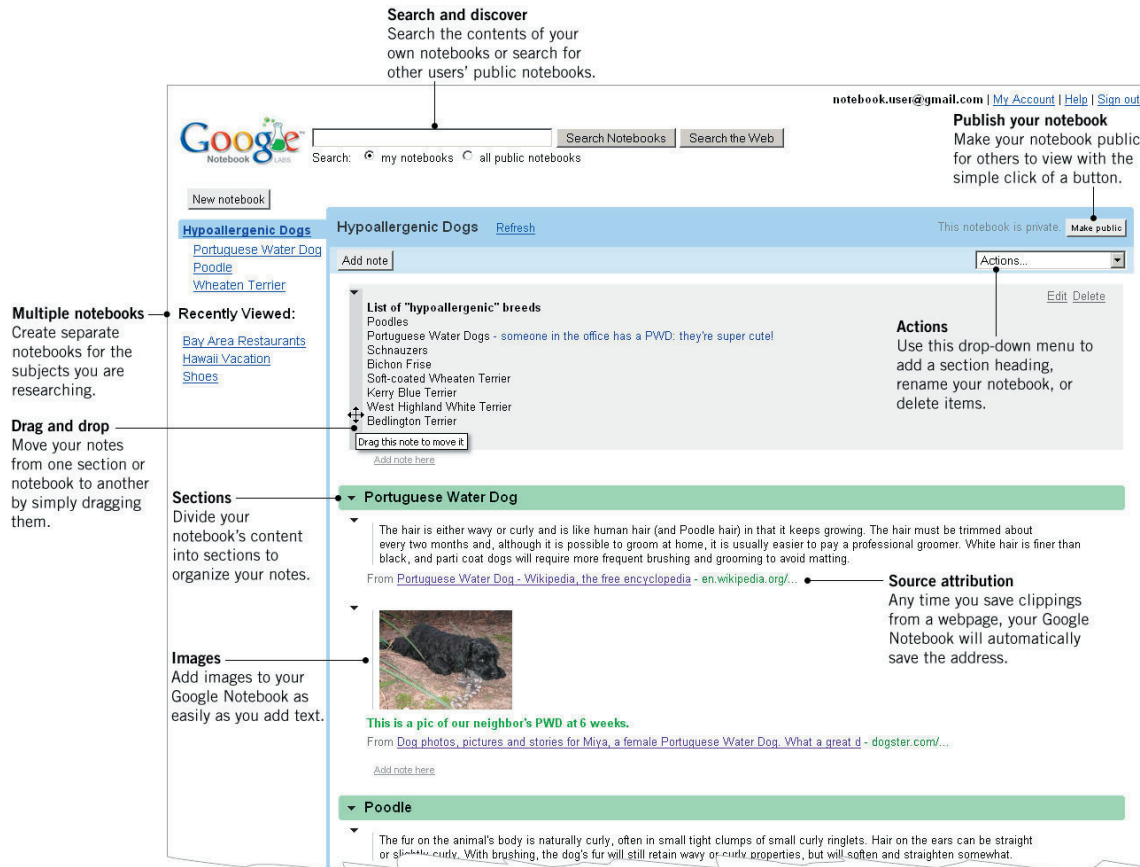 Search and discover
Search the contents of your
own notebooks or search for
other users' public notebooks.
notebook.user@gmail.com | My Account | Help | Sign out
Publish your notebook
Make your notebook public
for others to view with the
simple click of a button.
Google
Notebook LABS
Search Notebooks
Search the Web
Search: my notebooks all public notebooks
New notebook
Hypoallergenic Dogs
Portuguese Water Dog
Poodle
Wheaten Terrier
Recently Viewed:
Bay Area Restaurants
Hawaii Vacation
Shoes
Multiple notebooks
Create separate
notebooks for the
subjects you are
researching.
Drag and drop
Move your notes
from one section or
notebook to another
by simply dragging
them.
Hypoallergenic Dogs Refresh
This notebook is private. Make public
Add note
Actions...
Edit Delete
List of "hypoallergenic" breeds
Poodles
Portuguese Water Dogs - someone in the office has a PWD: they're super cute!
Schnauzers
Bichon Frise
Soft-coated Wheaten Terrier
Kerry Blue Terrier
West Highland White Terrier
Bedlington Terrier
Drag this note to move it
Add note here
Actions
Use this drop-down menu to
add a section heading,
rename your notebook, or
delete items.
Sections
Divide your
notebook's content
into sections to
organize your notes.
Portuguese Water Dog
The hair is either wavy or curly and is like human hair (and Poodle hair) in that it keeps growing. The hair must be trimmed about
every two months and, although it is possible to groom at home, it is usually easier to pay a professional groomer. White hair is finer than
black, and parti coat dogs will require more frequent brushing and grooming to avoid matting.
From Portuguese Water Dog - Wikipedia, the free encyclopedia - en.wikipedia.org/...
Source attribution
Any time you save clippings
from a webpage, your Google
Notebook will automatically
save the address.
Images
Add images to your
Google Notebook as
easily as you add text.
This is a pic of our neighbor's PWD at 6 weeks.
From Dog photos, pictures and stories for Miya, a female Portuguese Water Dog. What a great d - dogster.com/...
Add note here
Poodle
The fur on the animal's body is naturally curly, often in small tight clumps of small curly ringlets. Hair on the ears can be straight
or slightly curly. With brushing, the dog's fur will still retain wavy or curly properties, but will soften and straighten somewhat.